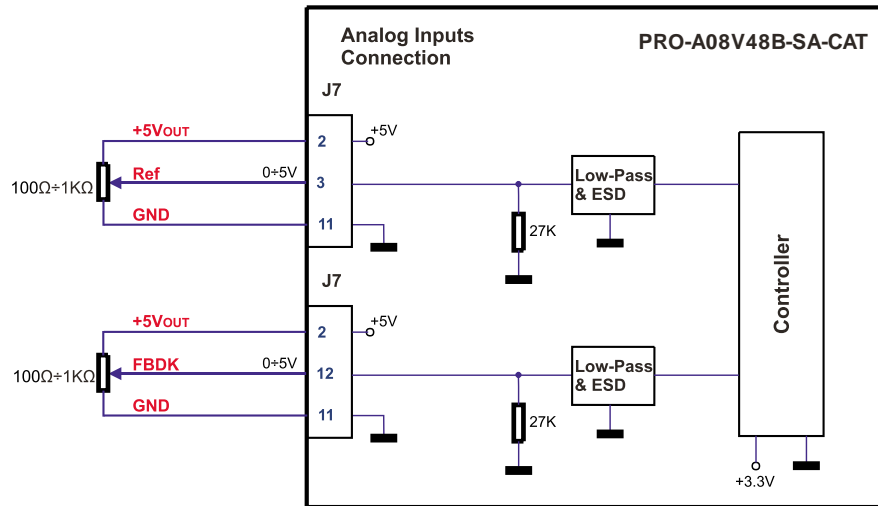 Analog Inputs
Connection
PRO-A08V48B-SA-CAT
J7
+5VOUT
2
+5V
100Ω÷1KΩ
Ref
0÷5V
3
Low-Pass
& ESD
GND
11
27K
Controller
J7
+5VOUT
2
+5V
100Ω÷1KΩ
FBDK
0÷5V
12
Low-Pass
& ESD
GND
11
27K
+3.3V